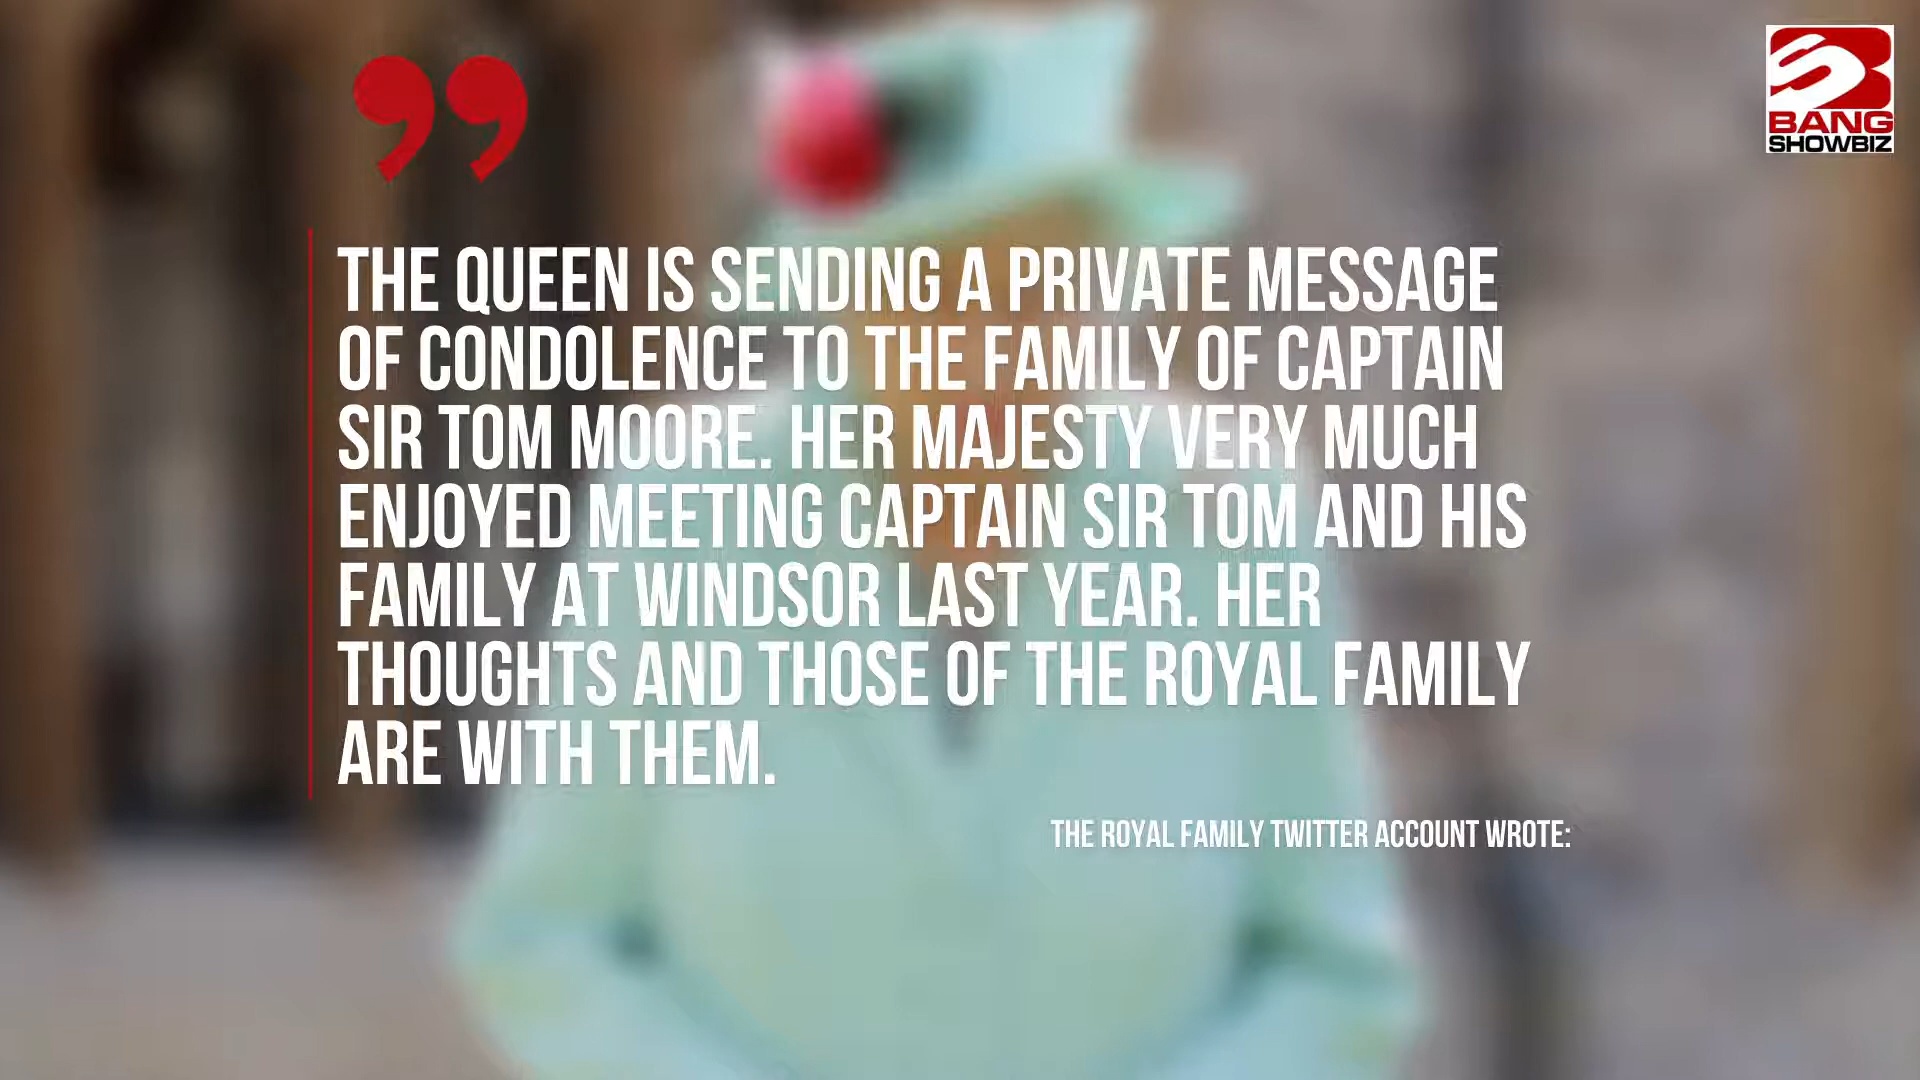 BANG
SHOWBIZ
THE QUEEN IS SENDING A PRIVATE MESSAGE
OF CONDOLENCE TO THE FAMILY OF CAPTAIN
SIR TOM MOORE. HER MAJESTY VERY MUCH
ENJOYED MEETING CAPTAIN SIR TOM AND HIS
FAMILY AT WINDSOR LAST YEAR. HER
THOUGHTS AND THOSE OF THE ROYAL FAMILY
ARE WITH THEM.
THE ROYAL FAMILY TWITTER ACCOUNT WROTE: